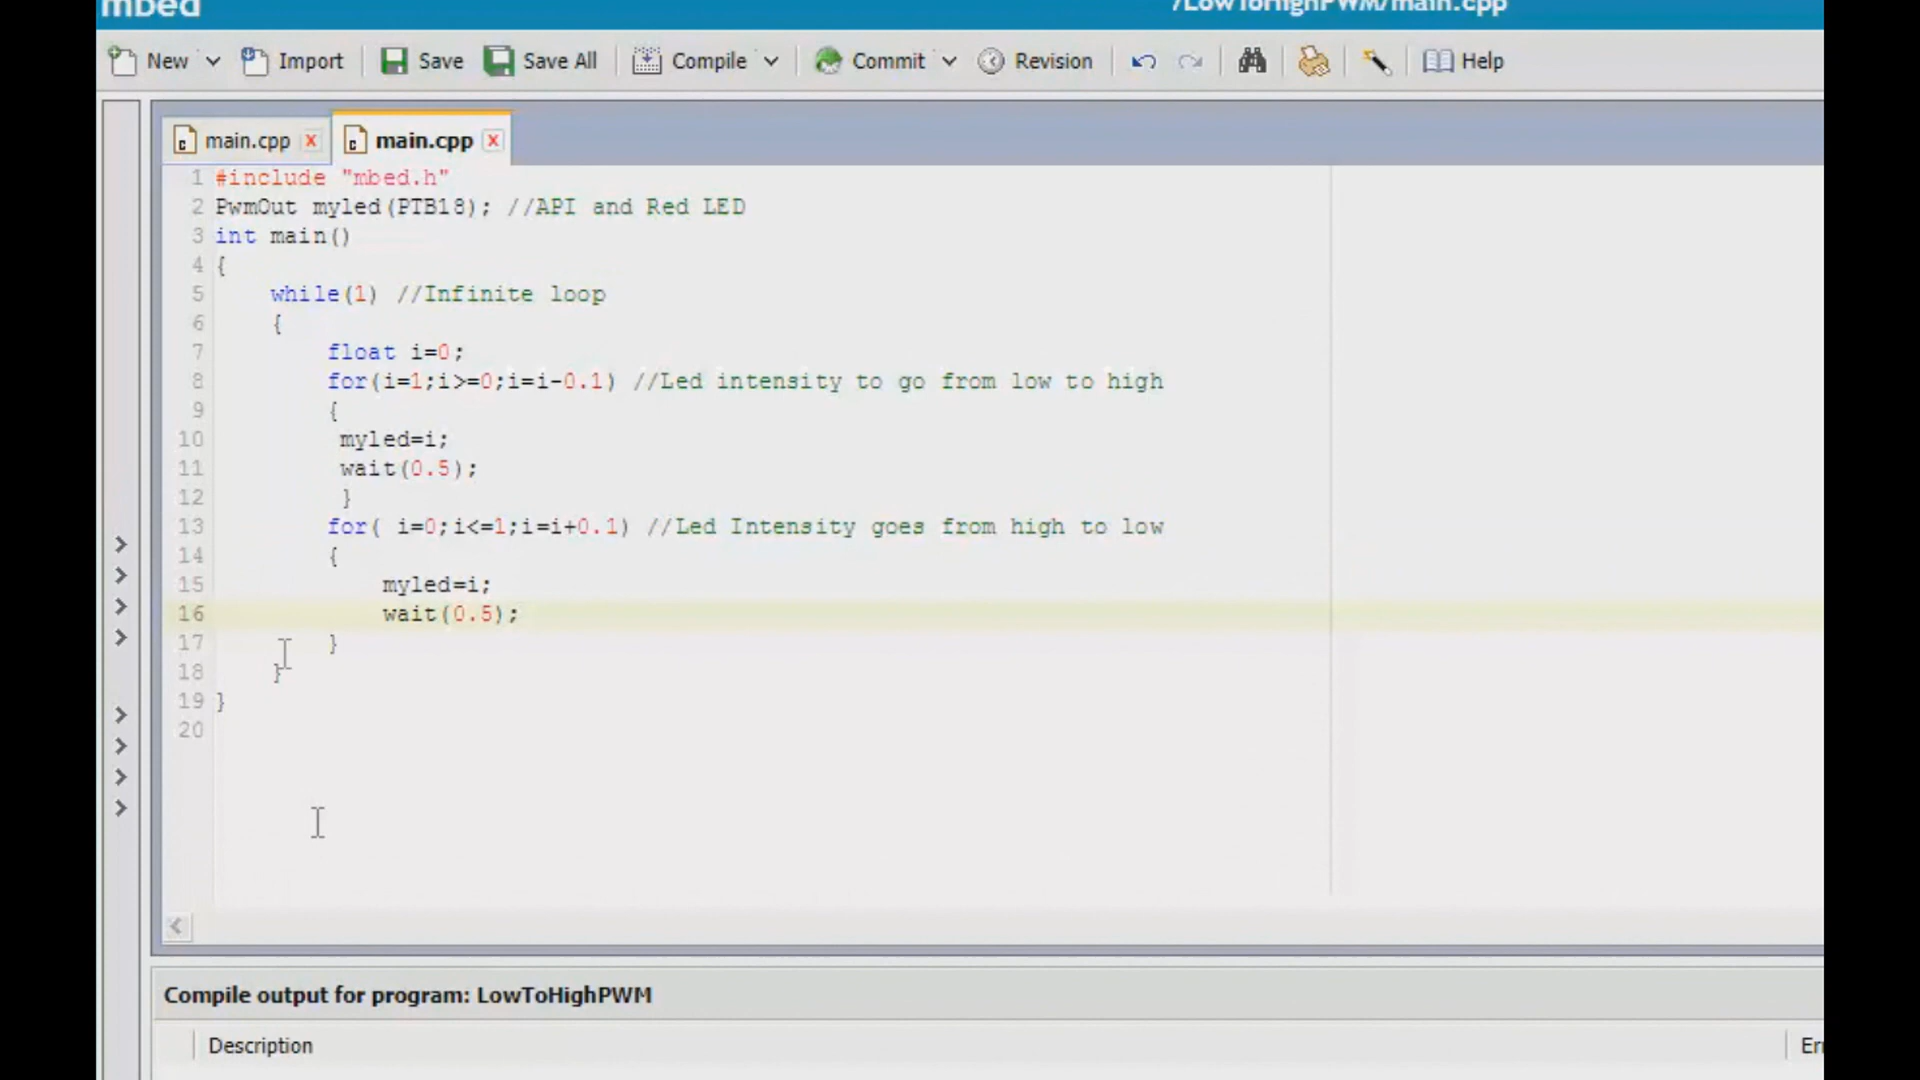 mbed
/LowToHighPWM/main.cpp
New Import Save Save All Compile Commit Revision Help
main.cpp x main.cpp x
1 #include "mbed.h"
2 PwmOut myled(PTB18); //API and Red LED
3 int main()
4 {
5 while(1) //Infinite loop
6 {
7 float i=0;
8 for(i=1;i>=0;i=i-0.1) //Led intensity to go from low to high
9 {
10 myled=i;
11 wait(0.5);
12 }
13 for( i=0;i<=1;i=i+0.1) //Led Intensity goes from high to low
14 {
15 myled=i;
16 wait(0.5);
17 }
18 }
19 }
20
Compile output for program: LowToHighPWM
Description